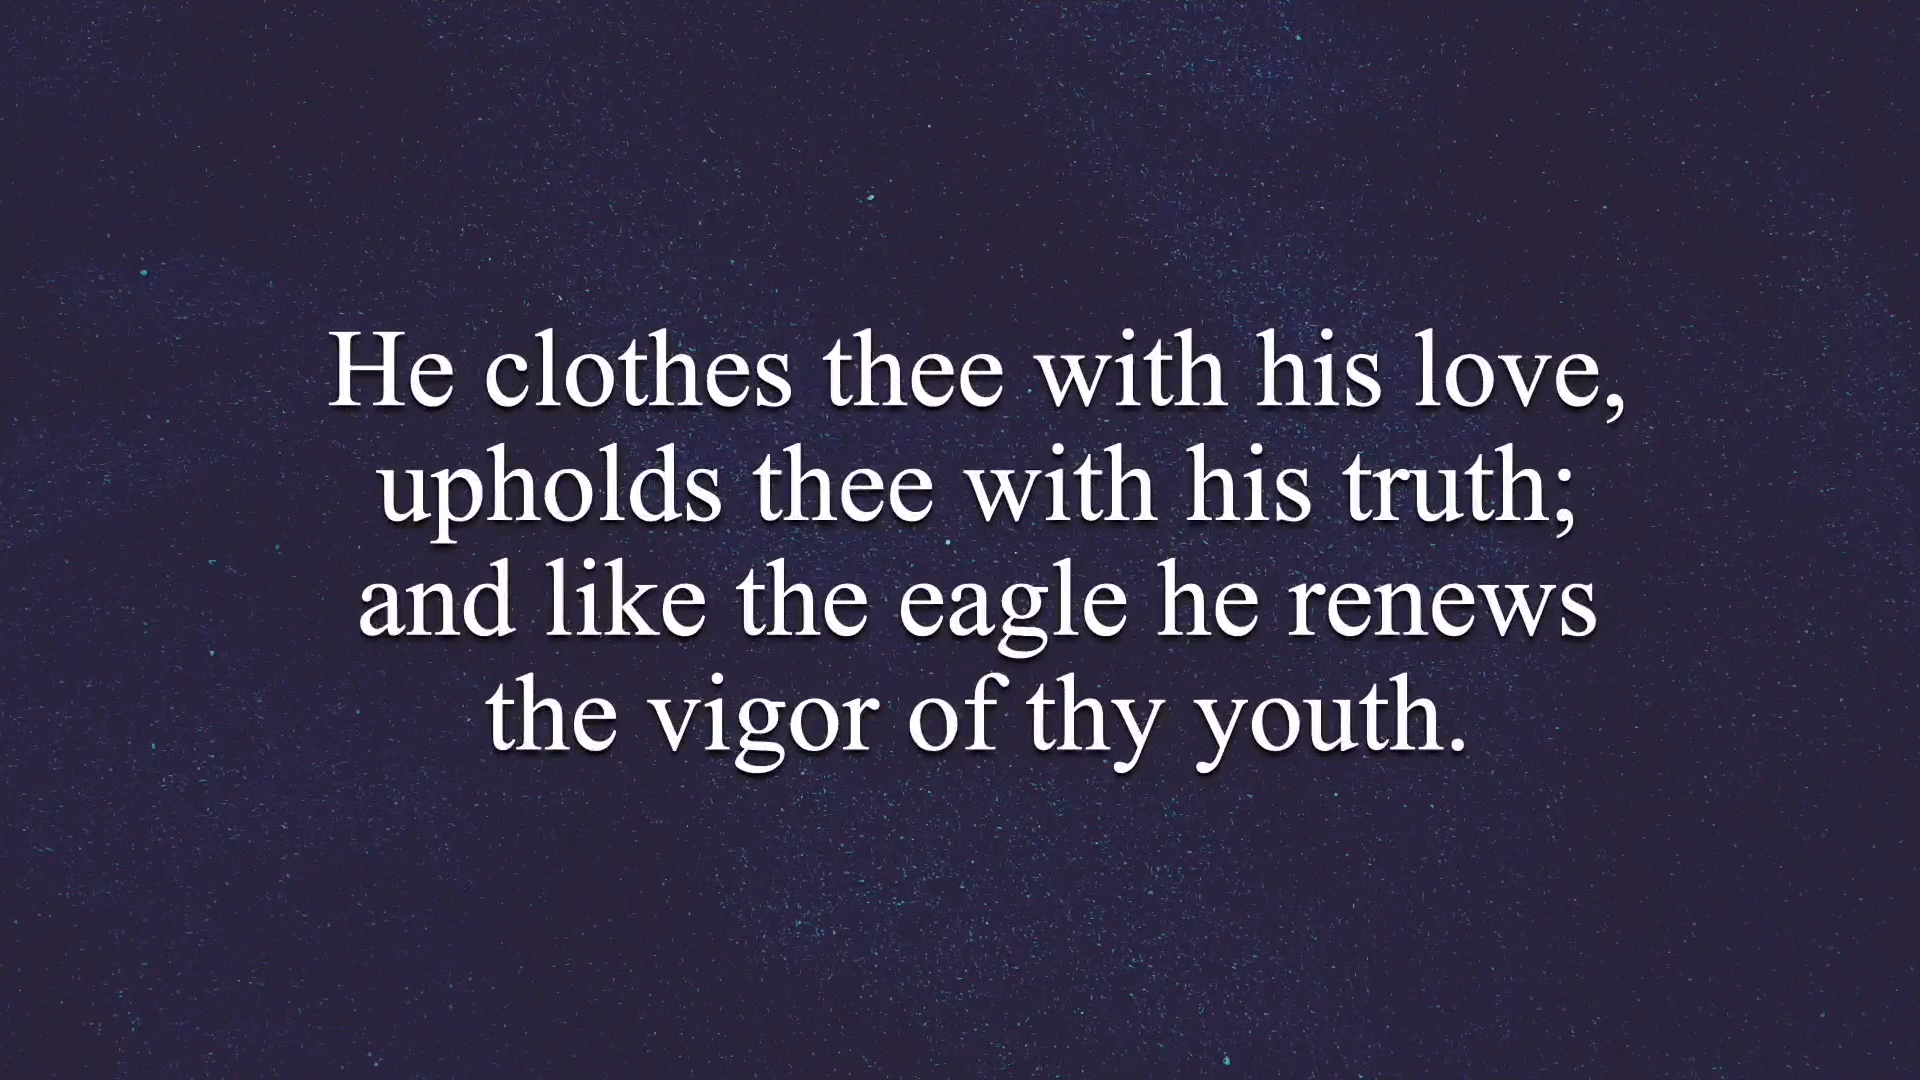 He clothes thee with his love,
upholds thee with his truth;
and like the eagle he renews
the vigor of thy youth.